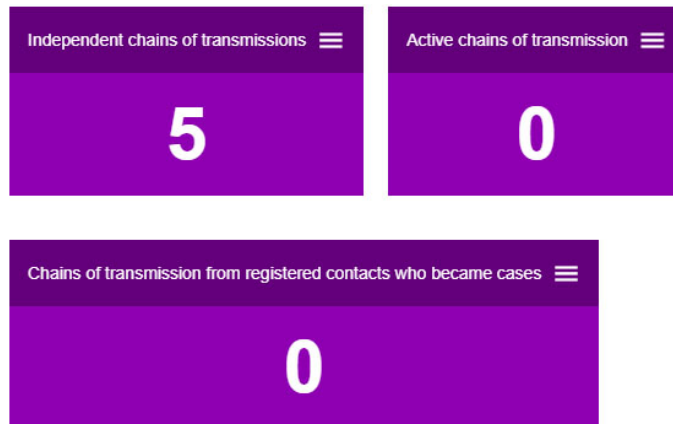 Independent chains of transmissions
Active chains of transmission
5
0
Chains of transmission from registered contacts who became cases
0